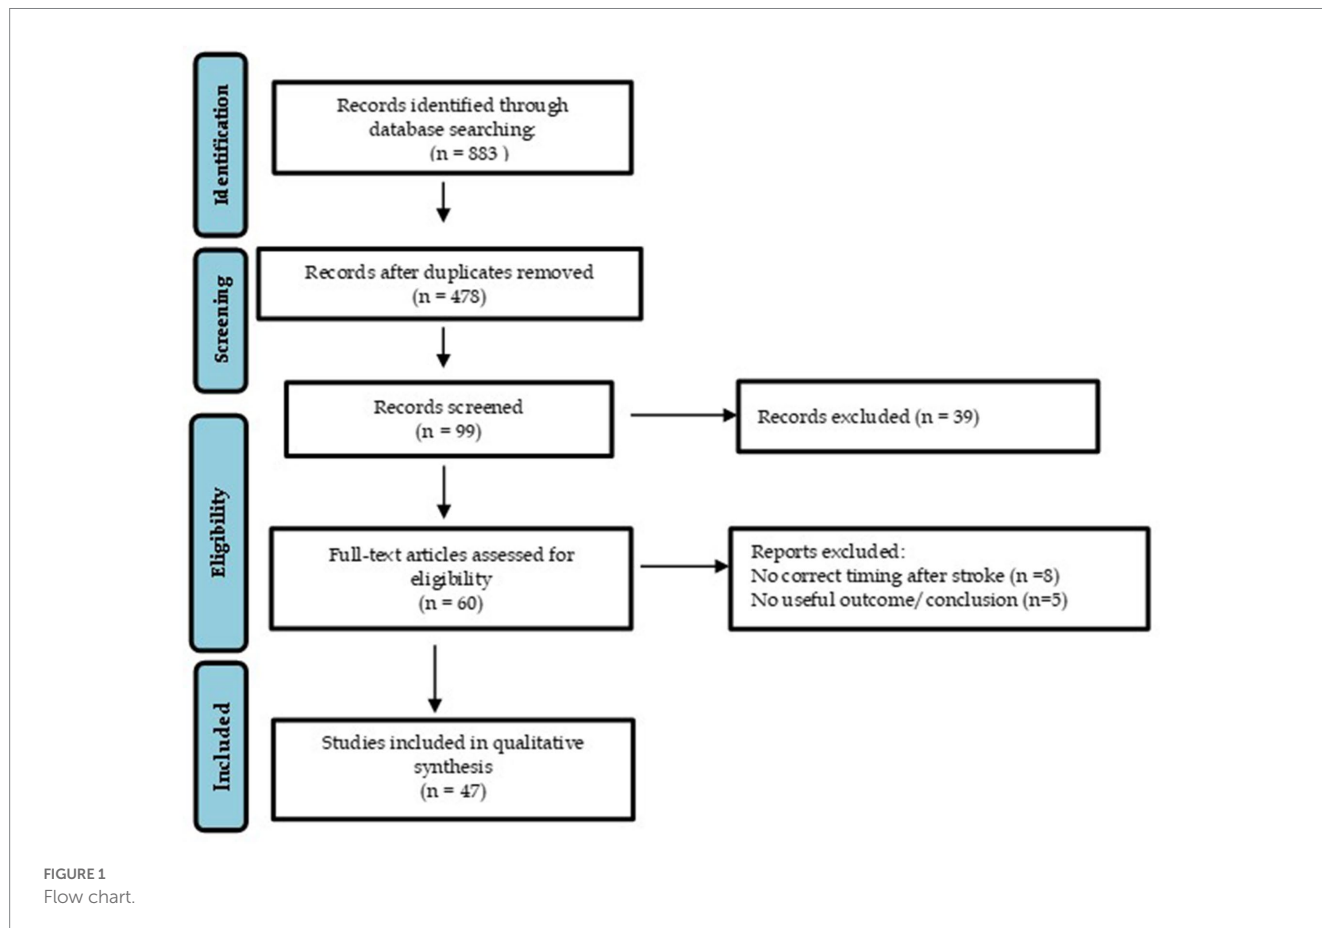 Identification
Records identified through
database searching:
(n = 883 )
Screening
Records after duplicates removed
(n = 478)
Records screened
(n = 99)
Records excluded (n = 39)
Eligibility
Full-text articles assessed for
eligibility
(n = 60)
Reports excluded:
No correct timing after stroke (n =8)
No useful outcome/ conclusion (n=5)
Included
Studies included in qualitative
synthesis
(n = 47)
FIGURE 1
Flow chart.